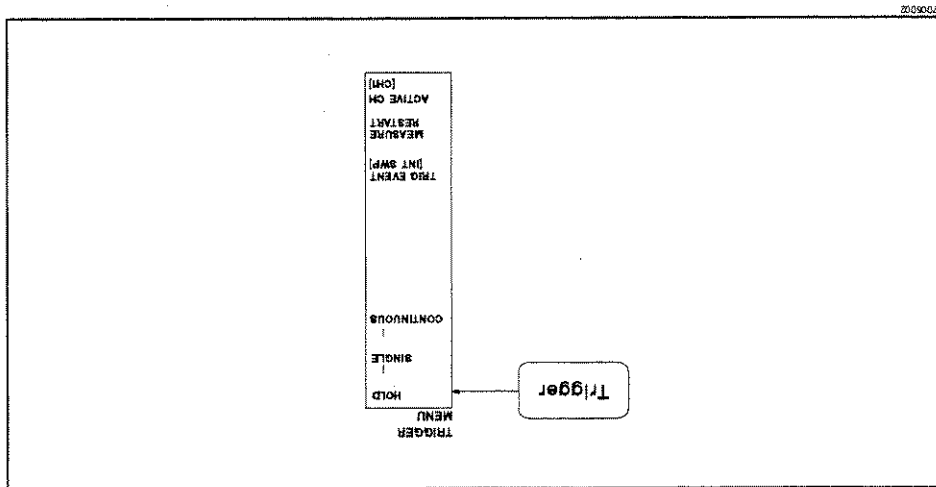 TRIGGER
MENU
Trigger
HOLD
SINGLE
CONTINUOUS
TRIG EVENT
[INT SWP]
MEASURE
RESTART
ACTIVE CH
[CH1]